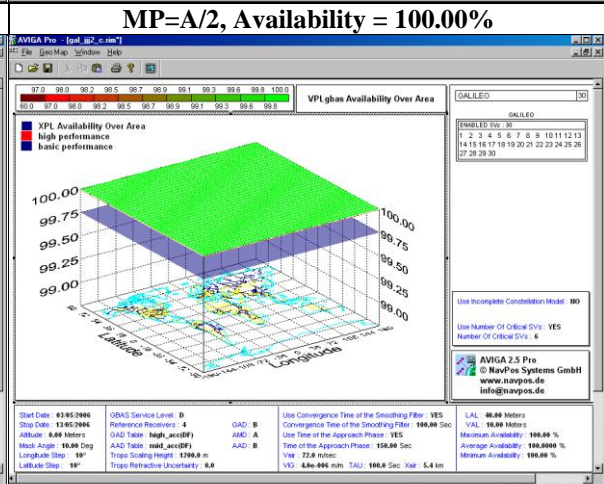 MP=A/2, Availability = 100.00%
AVIGA Pro - [gal_jjj2_c.rim*]
File GeoMap Window Help
97.0 98.0 98.2 98.5 98.7 98.9 99.1 99.3 99.6 99.8 100.0
60.0 97.0 98.0 98.2 98.5 98.7 98.9 99.1 99.3 99.6 99.8
VPLgbas Availability Over Area
GALILEO 30
GALILEO
ENABLED SVs : 30
1 2 3 4 5 6 7 8 9 10 11 12 13
14 15 16 17 18 19 20 21 22 23 24 25 26
27 28 29 30
XPL Availability Over Area
high performance
basic performance
100.00
99.75
99.50
99.25
99.00
100.00
99.75
99.50
99.25
99.00
Latitude
Longitude
Use Incomplete Constellation Model : NO
Use Number Of Critical SVs : YES
Number Of Critical SVs : 6
AVIGA 2.5 Pro
© NavPos Systems GmbH
www.navpos.de
info@navpos.de
Start Date : 03/05/2006
Stop Date : 13/05/2006
Altitude : 0.00 Meters
Mask Angle : 10.00 Deg
Longitude Step : 10°
Latitude Step : 10°
GBAS Service Level : D
Reference Receivers : 4
GAD Table : high_acc(DF)
AAD Table : mid_acc(DF)
Tropo Scaling Height : 1200.0 m
Tropo Refractive Uncertainty : 0.0
GAD : B
AMD : A
AAD : B
Use Convergence Time of the Smoothing Filter : YES
Convergence Time of the Smoothing Filter : 100.00 Sec
Use Time of the Approach Phase : YES
Time of the Approach Phase : 150.00 Sec
Vair : 72.0 m/sec
VIG : 4.0e-006 m/m TAU : 100.0 Sec Xair : 5.4 km
LAL : 40.00 Meters
VAL : 10.00 Meters
Maximum Availability : 100.00 %
Average Availability : 100.0000 %
Minimum Availability : 100.00 %